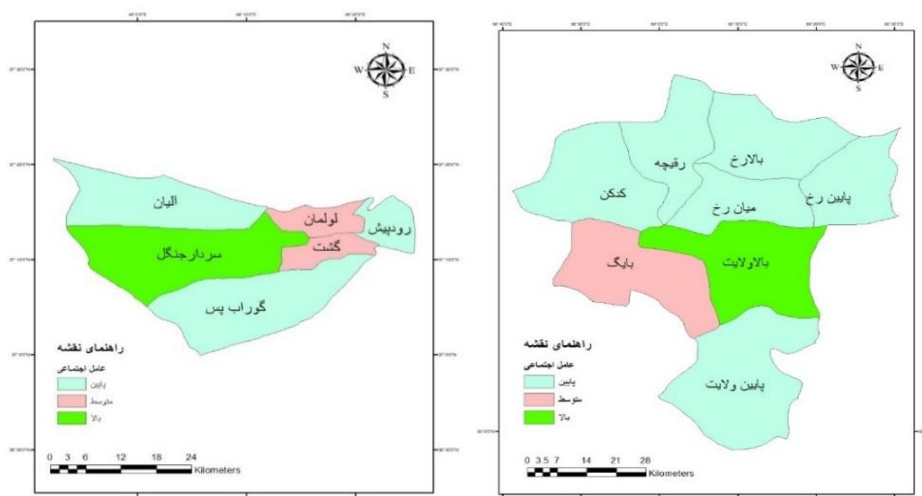 N
W E
S
الیان
لولمان
رودپیش
گشت
سردارجنگل
گوراب پس
راهنمای نقشه
عامل اجتماعی
پایین
متوسط
بالا
0 3 6 12 18 24
Kilometers
N
W E
S
بالارخ
رقیچه
کدکن
پایین رخ
میان رخ
بالاولایت
بایگ
پایین ولایت
راهنمای نقشه
عامل اجتماعی
پایین
متوسط
بالا
0 3.5 7 14 21 28
Kilometers